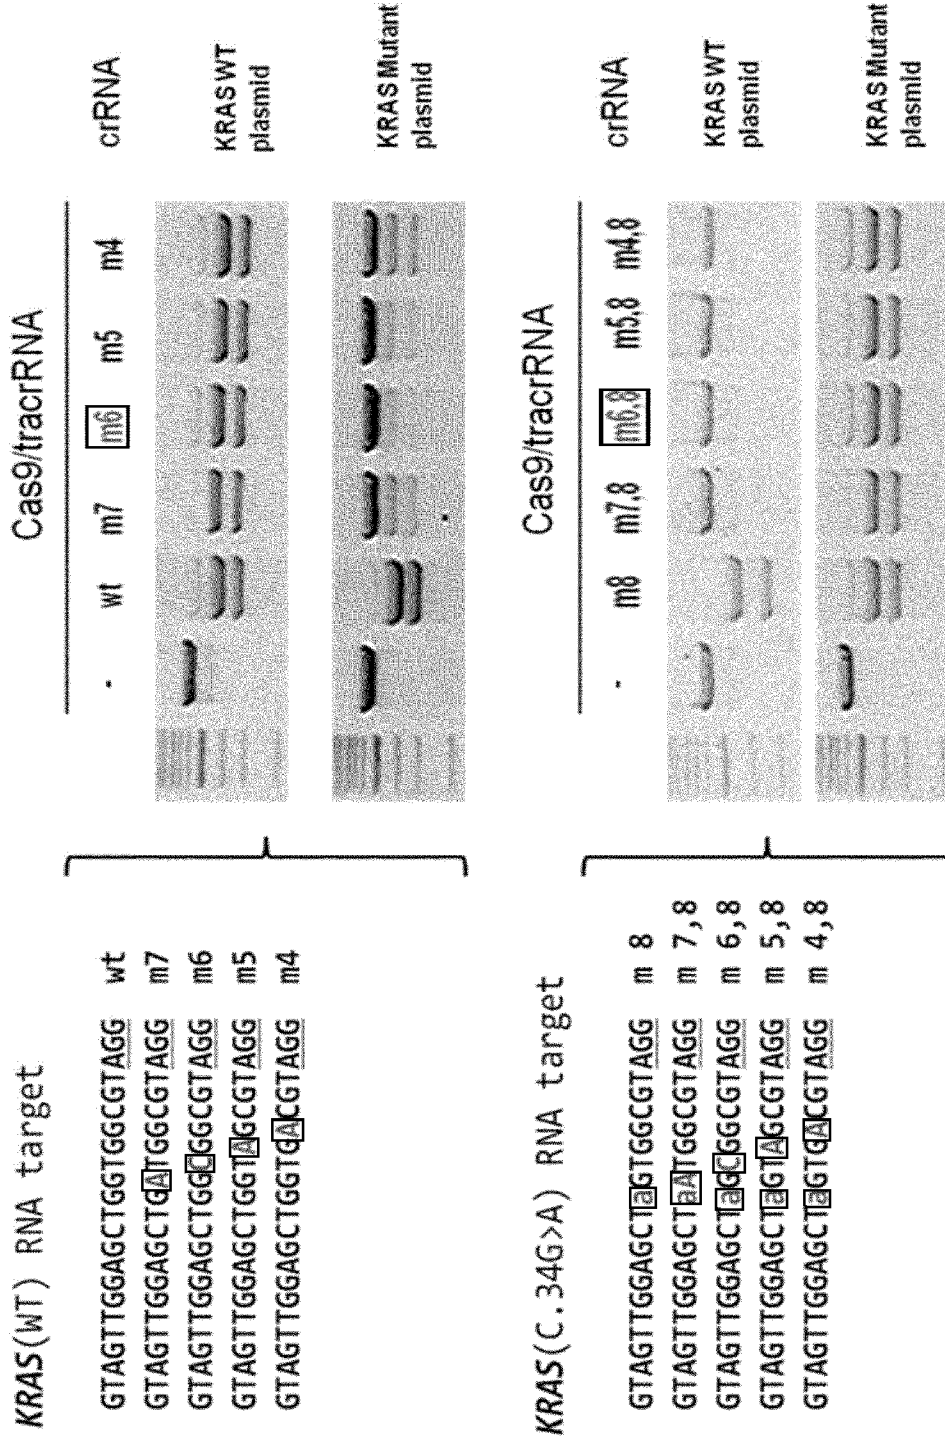 KRAS(WT) RNA target
GTAGTTGGAGCTGGTGGCGTAGG wt
GTAGTTGGAGCTGATGGCGTAGG m7
GTAGTTGGAGCTGGCGGCGTAGG m6
GTAGTTGGAGCTGGTAGCGTAGG m5
GTAGTTGGAGCTGGTGACGTAGG m4
Cas9/tracrRNA
- wt m7 m6 m5 m4 crRNA
KRAS WT
plasmid
KRAS Mutant
plasmid
KRAS(C.34G>A) RNA target
GTAGTTGGAGCTaGTGGCGTAGG m 8
GTAGTTGGAGCTaATGGCGTAGG m 7,8
GTAGTTGGAGCTaGCGGCGTAGG m 6,8
GTAGTTGGAGCTaGTAGCGTAGG m 5,8
GTAGTTGGAGCTaGTGACGTAGG m 4,8
Cas9/tracrRNA
- m8 m7,8 m6,8 m5,8 m4,8 crRNA
KRAS WT
plasmid
KRAS Mutant
plasmid